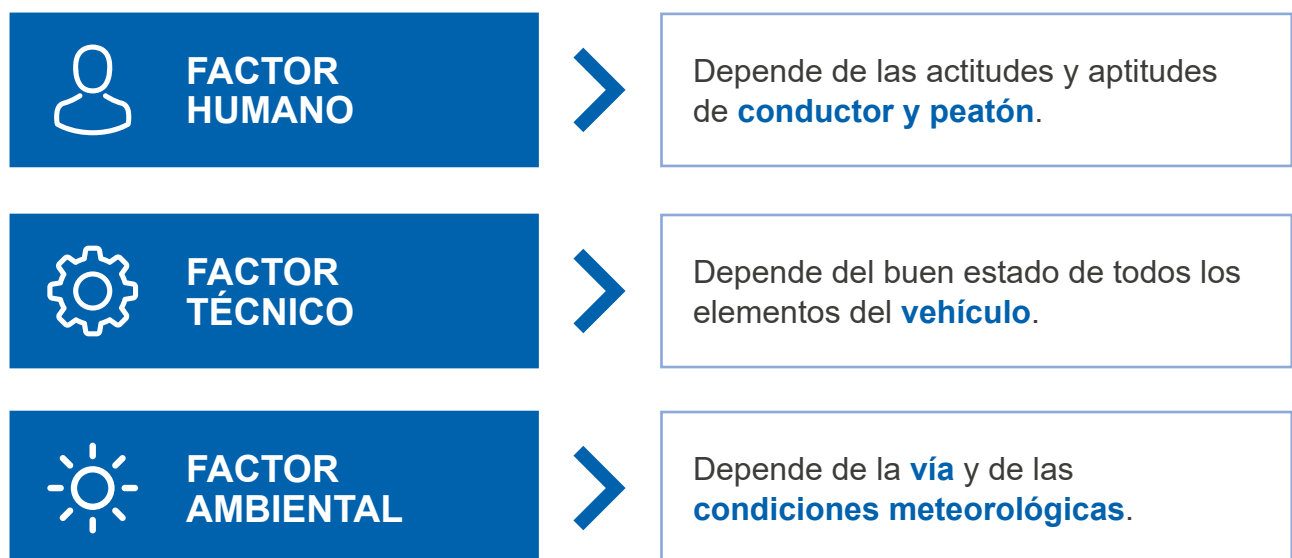 FACTOR
HUMANO
Depende de las actitudes y aptitudes
de conductor y peatón.
FACTOR
TÉCNICO
Depende del buen estado de todos los
elementos del vehículo.
FACTOR
AMBIENTAL
Depende de la vía y de las
condiciones meteorológicas.